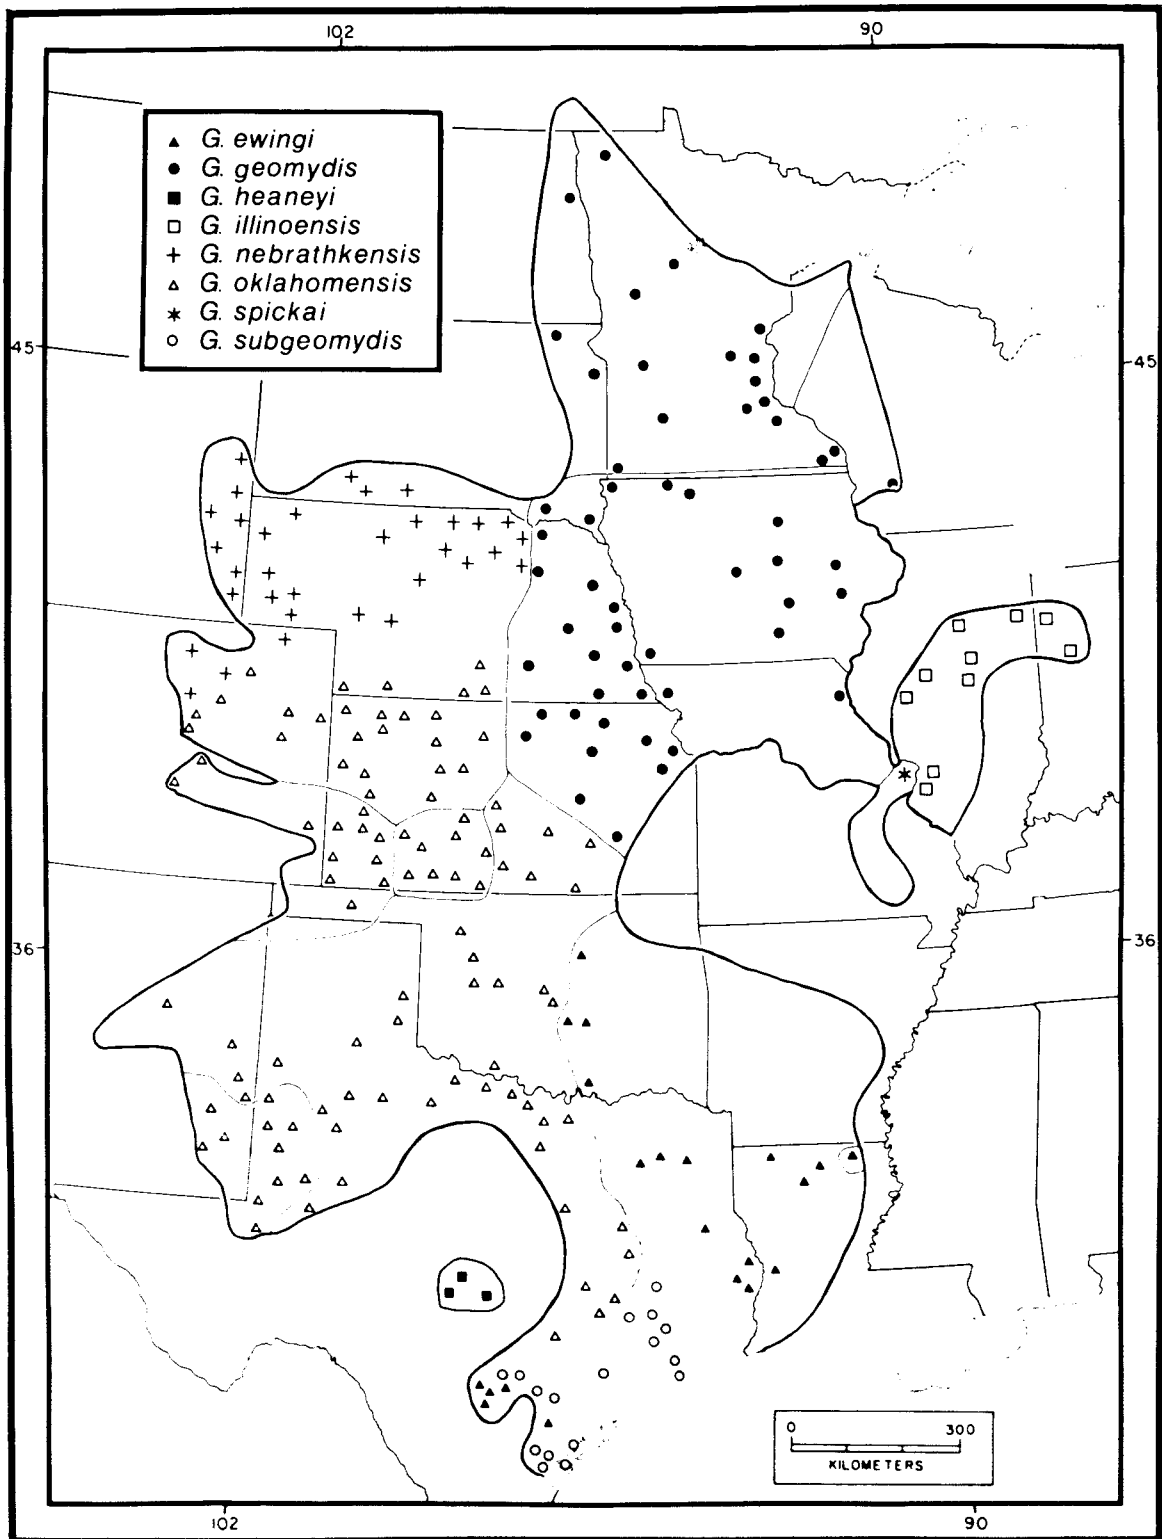 102
90
G. ewingi
G. geomydis
G. heaneyi
G. illinoensis
G. nebrathkensis
G. oklahomensis
G. spickai
G. subgeomydis
45
45
36
36
0 300
KILOMETERS
102
90